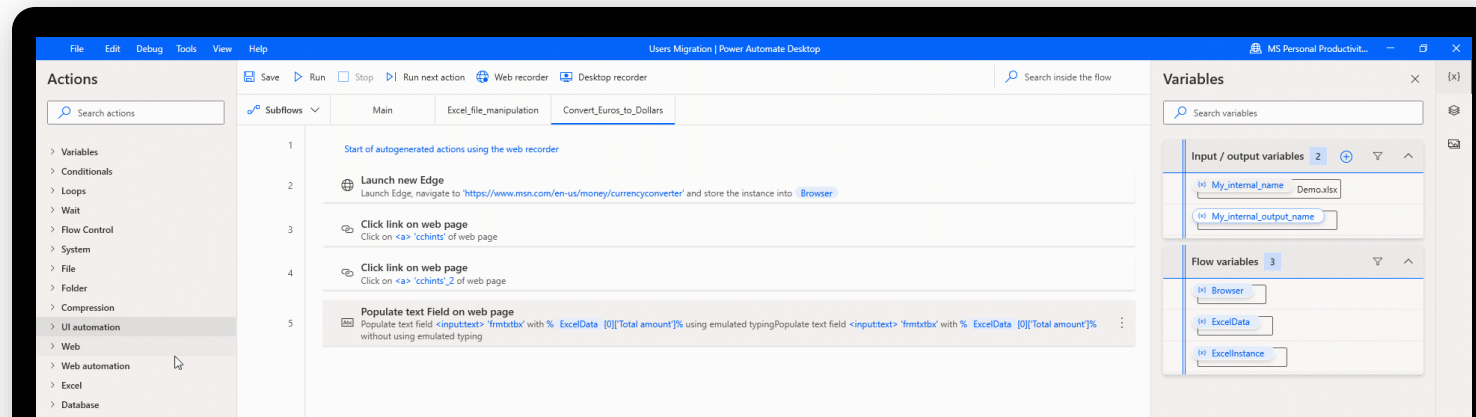 File Edit Debug Tools View Help
Users Migration | Power Automate Desktop
MS Personal Productivit...
Actions
Search actions
Variables
Conditionals
Loops
Wait
Flow Control
System
File
Folder
Compression
UI automation
Web
Web automation
Excel
Database
Save Run Stop Run next action Web recorder Desktop recorder
Search inside the flow
Subflows Main Excel_file_manipulation Convert_Euros_to_Dollars
1 Start of autogenerated actions using the web recorder
2 Launch new Edge
Launch Edge, navigate to 'https://www.msn.com/en-us/money/currencyconverter' and store the instance into Browser
3 Click link on web page
Click on <a> 'cchints' of web page
4 Click link on web page
Click on <a> 'cchints'_2 of web page
5 Populate text Field on web page
Populate text field <input:text> 'frmtxtbx' with % ExcelData [0]['Total amount']% using emulated typingPopulate text field <input:text> 'frmtxtbx' with % ExcelData [0]['Total amount']%
without using emulated typing
Variables
{x}
Search variables
Input / output variables 2
(x) My_internal_name Demo.xlsx
(x) My_internal_output_name
Flow variables 3
(x) Browser
(x) ExcelData
(x) ExcelInstance